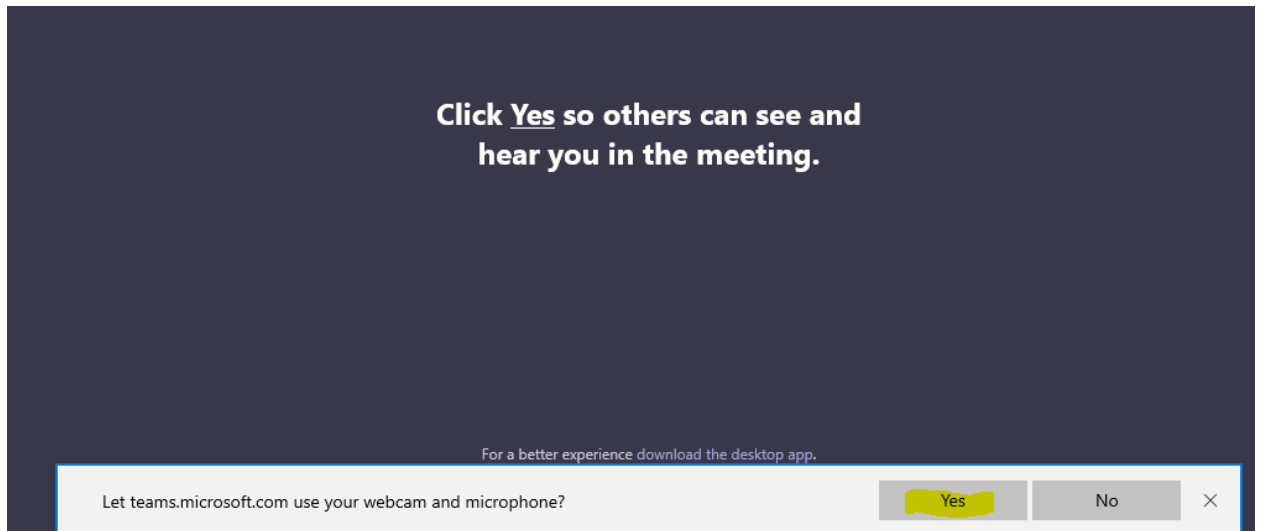 Click Yes so others can see and
hear you in the meeting.
For a better experience download the desktop app.
Let teams.microsoft.com use your webcam and microphone?
Yes
No